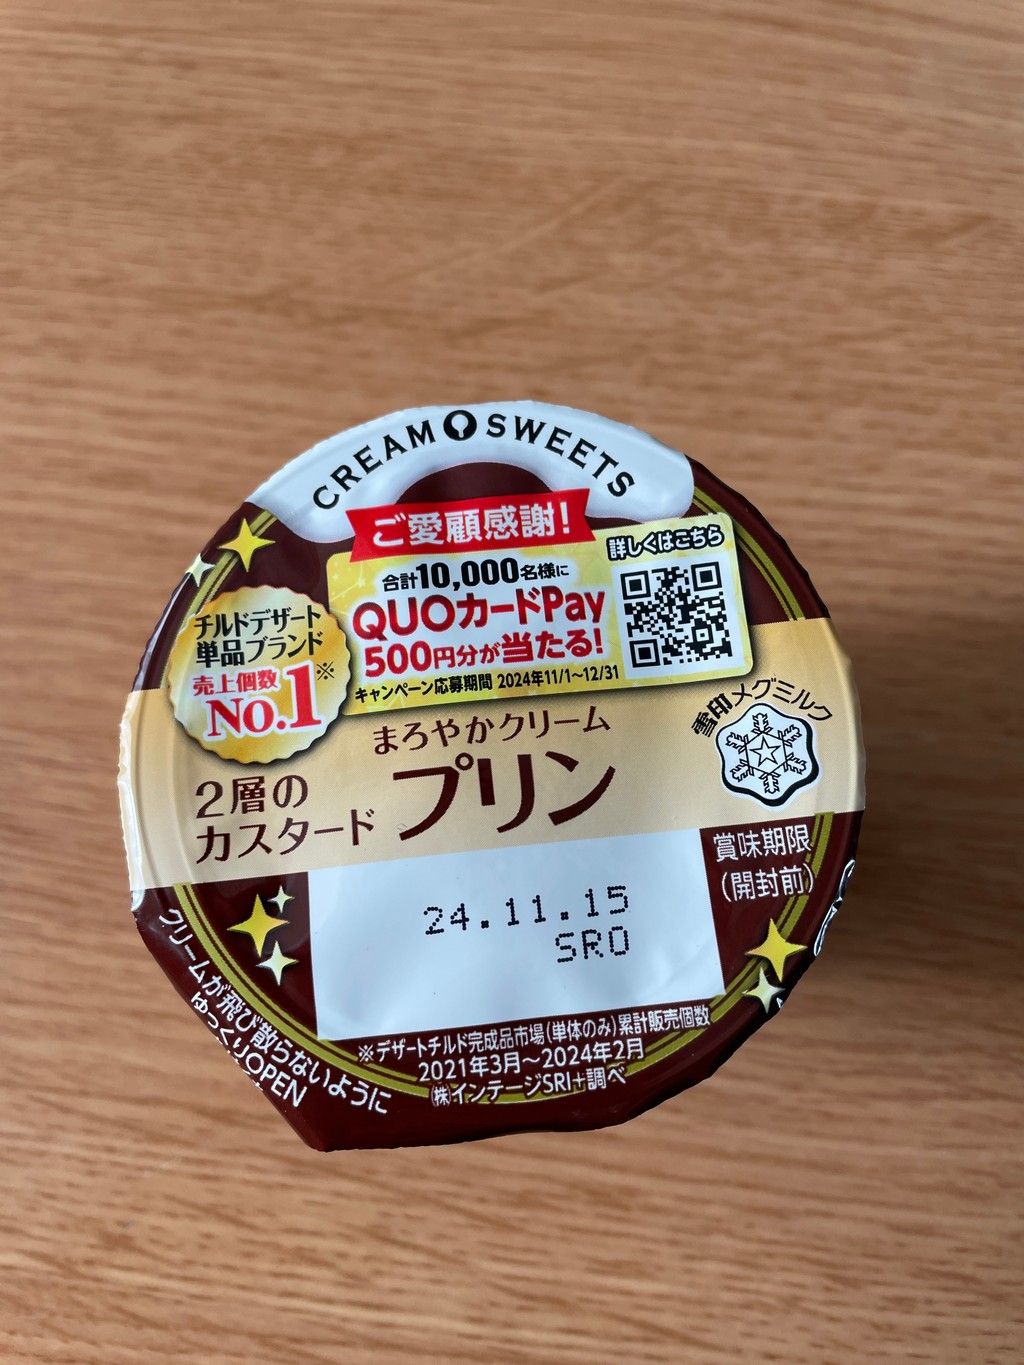 CREAM SWEETS
ご愛顧感謝!
合計10,000名様に
QUOカードPay
500円分が当たる!
キャンペーン応募期間 2024年11/1~12/31
詳しくはこちら
チルドデザート
単品ブランド
売上個数
NO.1※
雪印メグミルク
まろやかクリーム
プリン
2層の
カスタード
賞味期限
(開封前)
24.11.15
SRO
※デザートチルド完成品市場(単体のみ)累計販売個数
2021年3月~2024年2月
㈱インテージSRI+調べ
クリームが飛び散らないように
ゆっくりOPEN